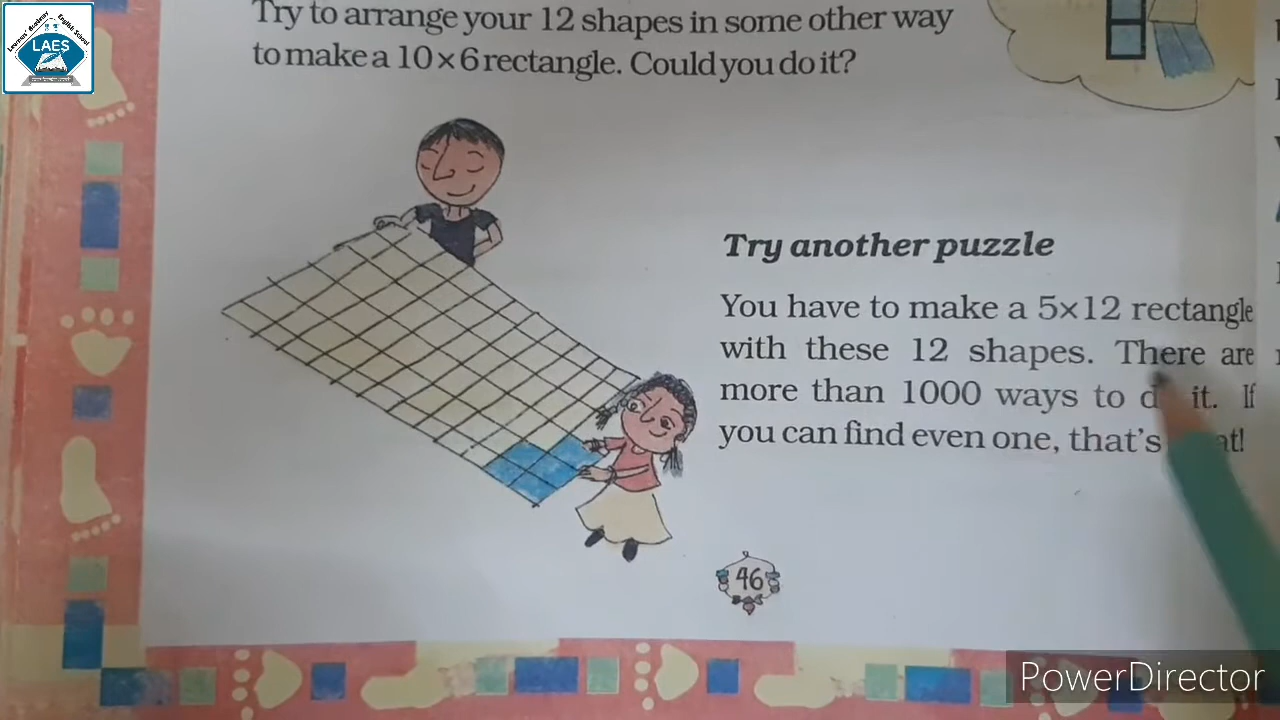 Try to arrange your 12 shapes in some other way
to make a 10×6 rectangle. Could you do it?
LAES
Try another puzzle
You have to make a 5×12 rectangle
with these 12 shapes. There are
more than 1000 ways to it. If
you can find even one, that's
46
PowerDirector